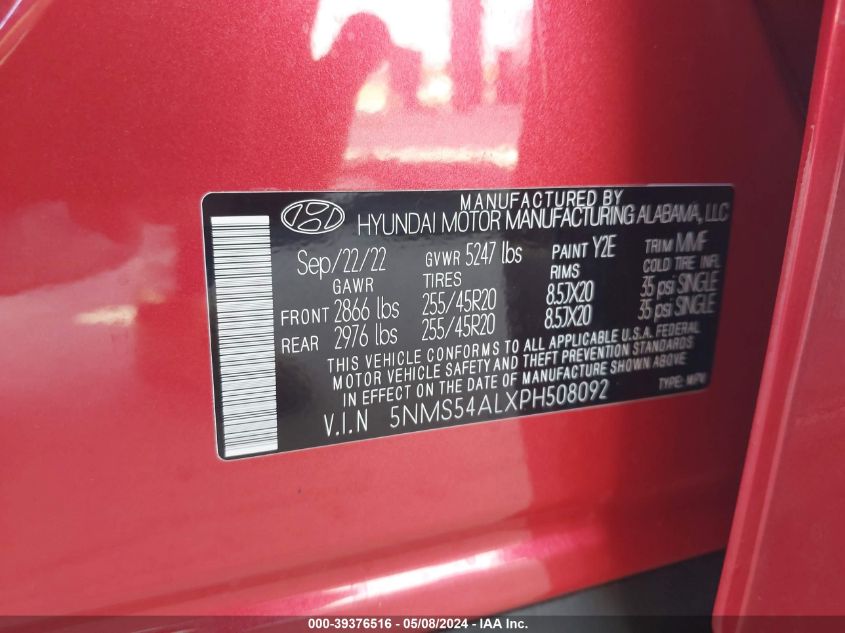 MANUFACTURED BY
HYUNDAI MOTOR MANUFACTURING ALABAMA, LLC
Sep/22/22 GVWR 5247 lbs PAINT Y2E TRIM MMF
GAWR TIRES RIMS COLD TIRE INFL
FRONT 2866 lbs 255/45R20 8.5JX20 35 psi SINGLE
REAR 2976 lbs 255/45R20 8.5JX20 35 psi SINGLE
THIS VEHICLE CONFORMS TO ALL APPLICABLE U.S.A. FEDERAL
MOTOR VEHICLE SAFETY AND THEFT PREVENTION STANDARDS
IN EFFECT ON THE DATE OF MANUFACTURE SHOWN ABOVE
V.I.N 5NMS54ALXPH508092 TYPE: MPV
000-39376516 - 05/08/2024 - IAA Inc.